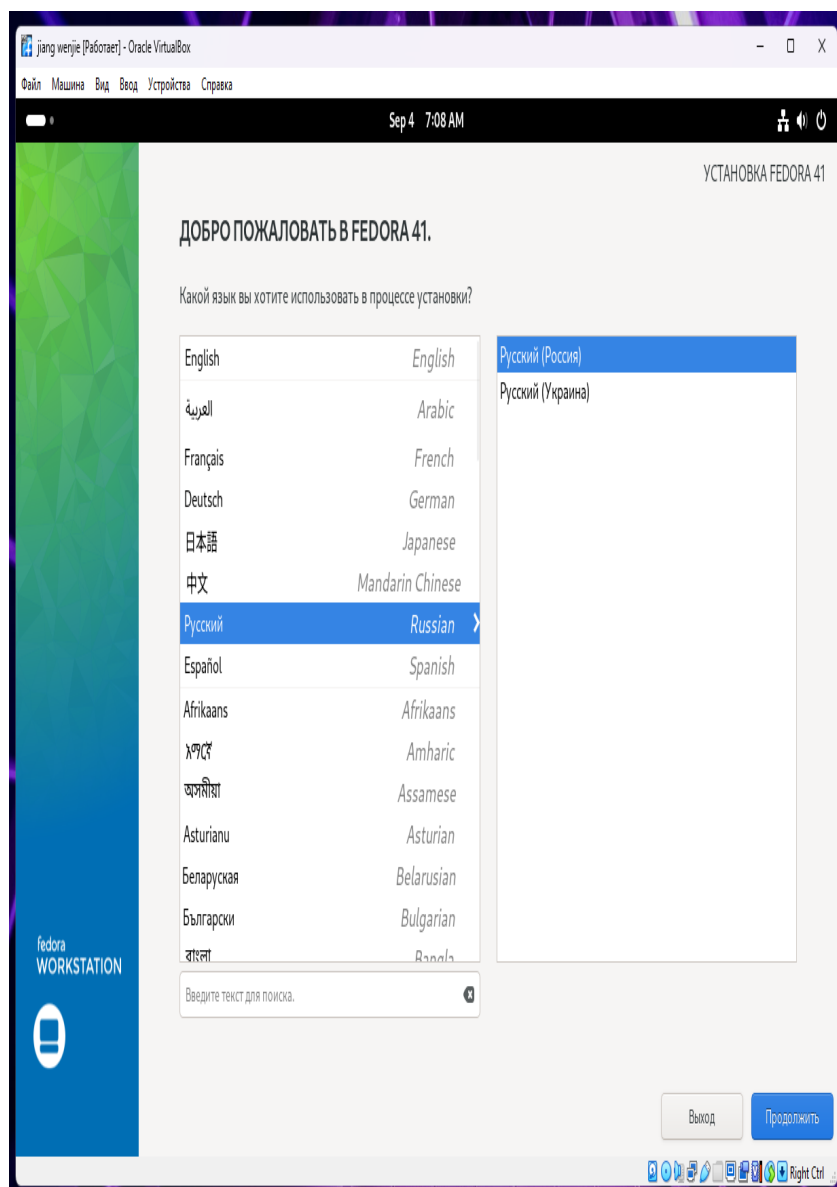 jiang wenjie [Работает] - Oracle VirtualBox
Файл Машина Вид Ввод Устройства Справка
Sep 4 7:08 AM
УСТАНОВКА FEDORA 41
ДОБРО ПОЖАЛОВАТЬ В FEDORA 41.
Какой язык вы хотите использовать в процессе установки?
English English
العربية Arabic
Français French
Deutsch German
日本語 Japanese
中文 Mandarin Chinese
Русский Russian
Español Spanish
Afrikaans Afrikaans
አማርኛ Amharic
অসমীয়া Assamese
Asturianu Asturian
Беларуская Belarusian
Български Bulgarian
বাংলা Bangla
Русский (Россия)
Русский (Украина)
Введите текст для поиска.
fedora
WORKSTATION
Выход Продолжить
Right Ctrl